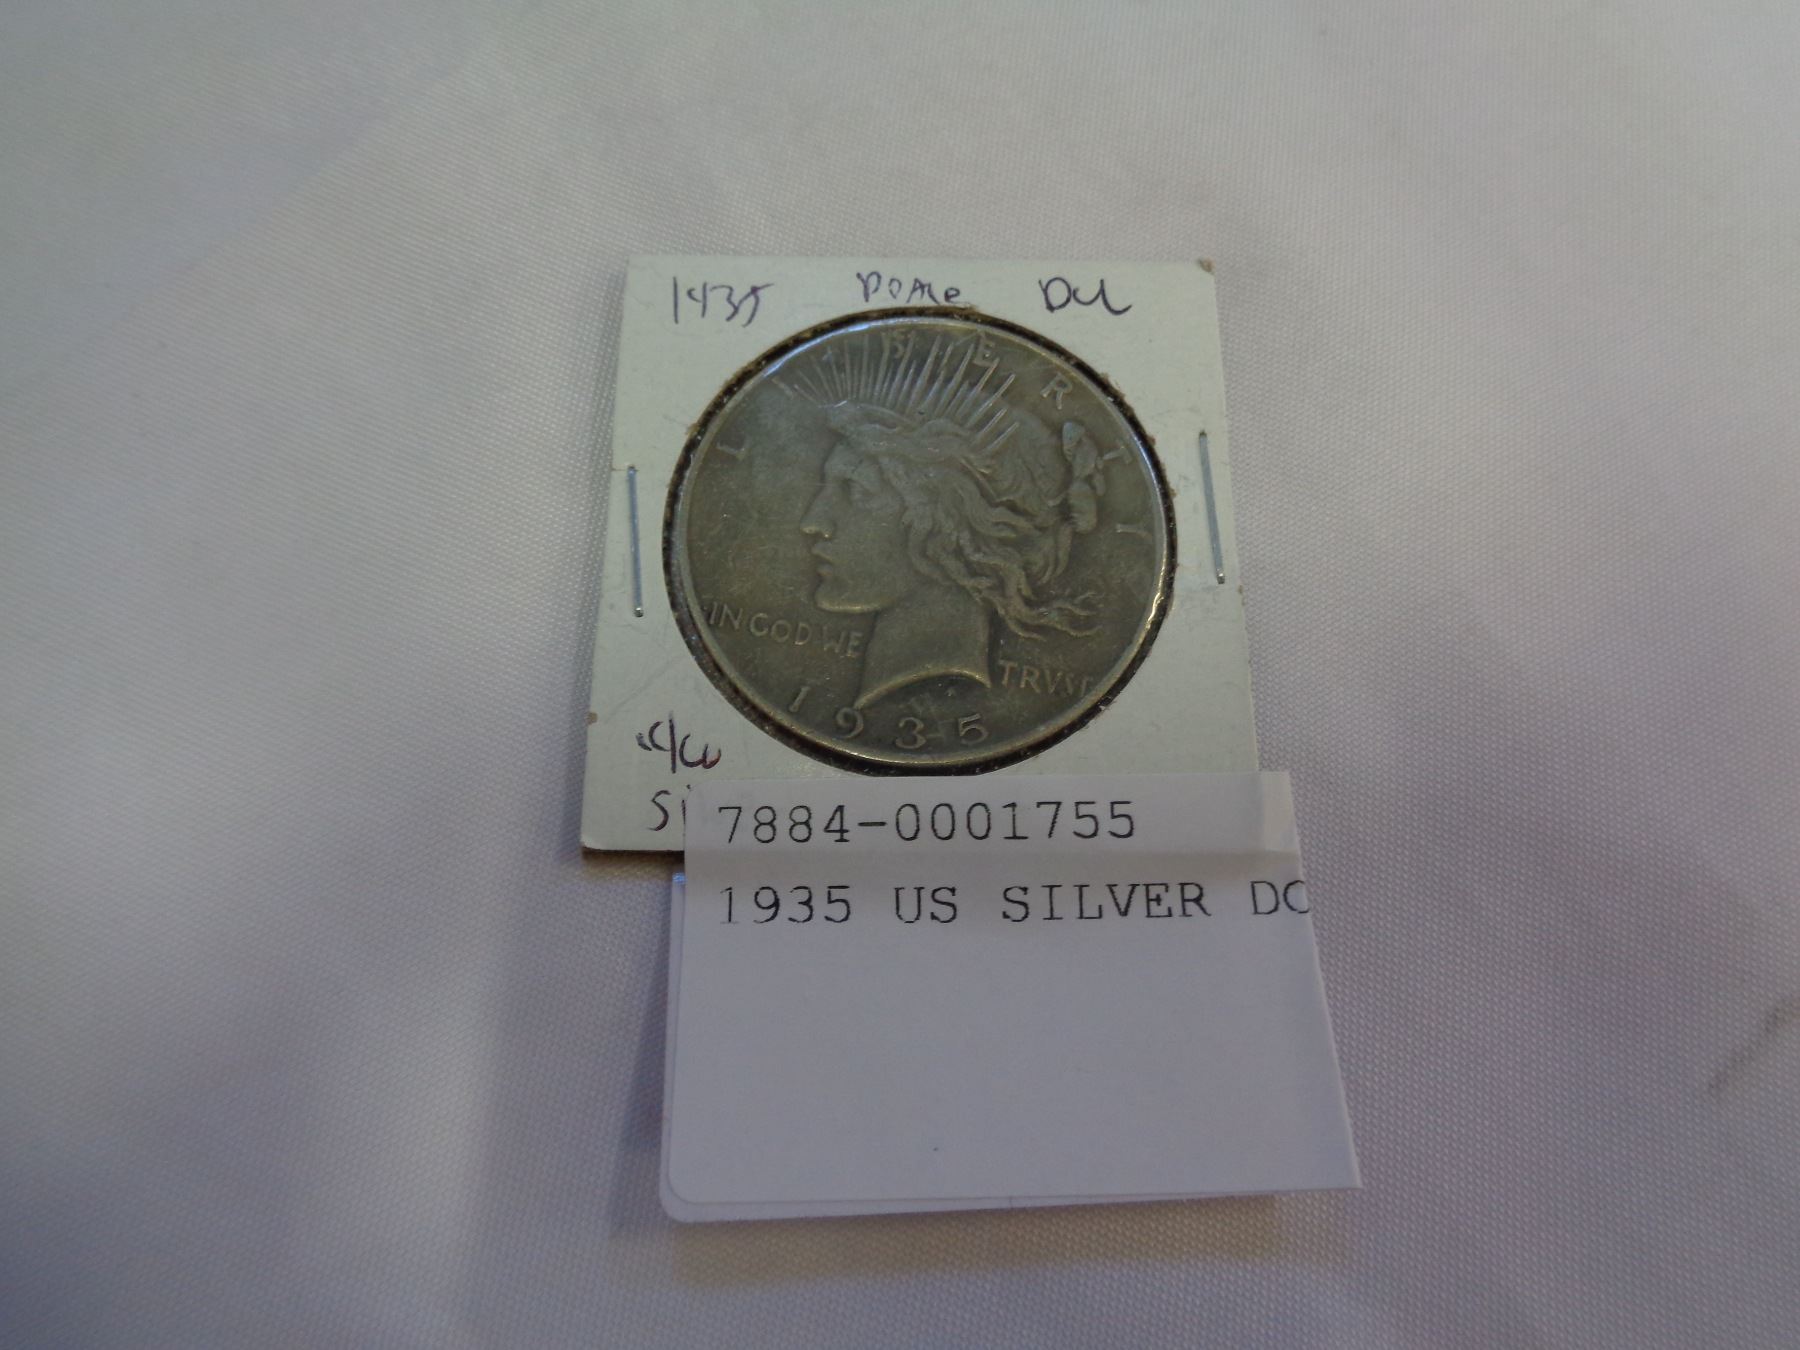 1935 Peace Dol
LIBERTY
IN GOD WE TRVST
1935
7884-0001755
1935 US SILVER DO